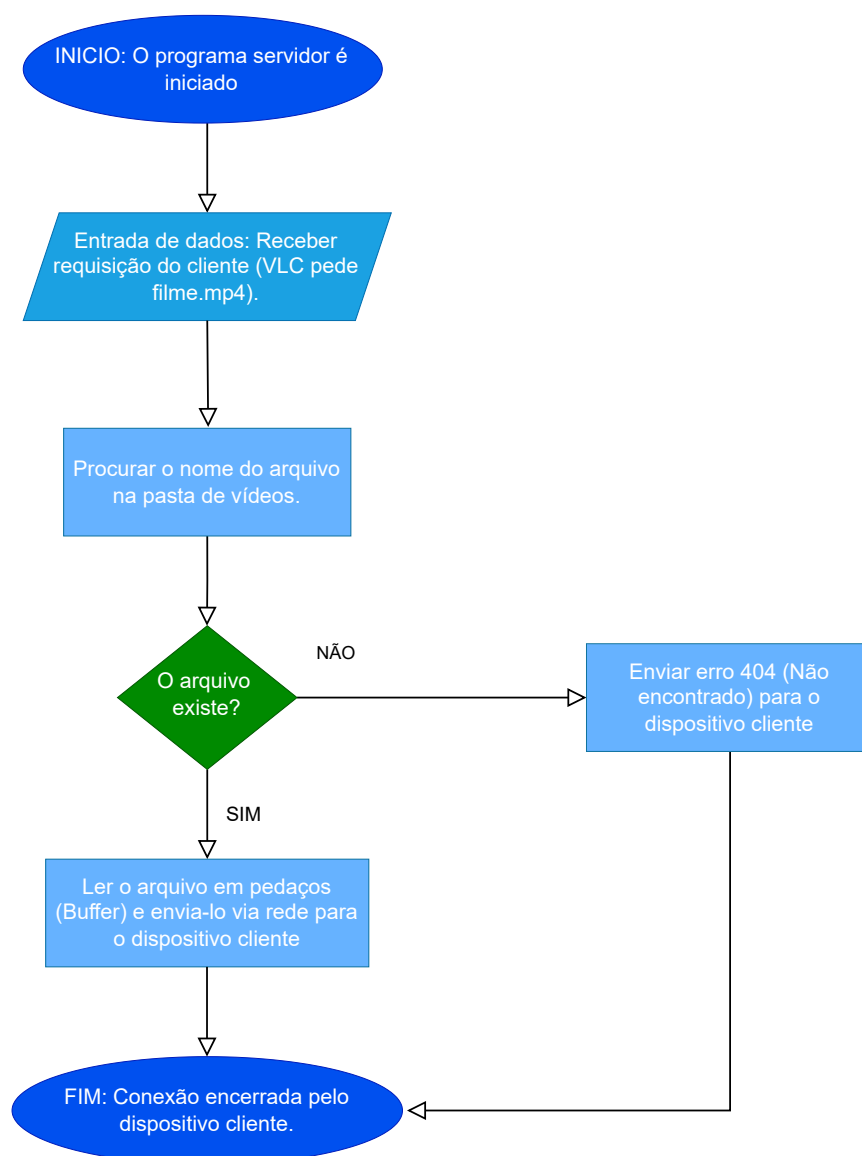 INICIO: O programa servidor é
iniciado
Entrada de dados: Receber
requisição do cliente (VLC pede
filme.mp4).
Procurar o nome do arquivo
na pasta de vídeos.
O arquivo
existe?
NÃO
Enviar erro 404 (Não
encontrado) para o
dispositivo cliente
SIM
Ler o arquivo em pedaços
(Buffer) e envia-lo via rede para
o dispositivo cliente
FIM: Conexão encerrada pelo
dispositivo cliente.